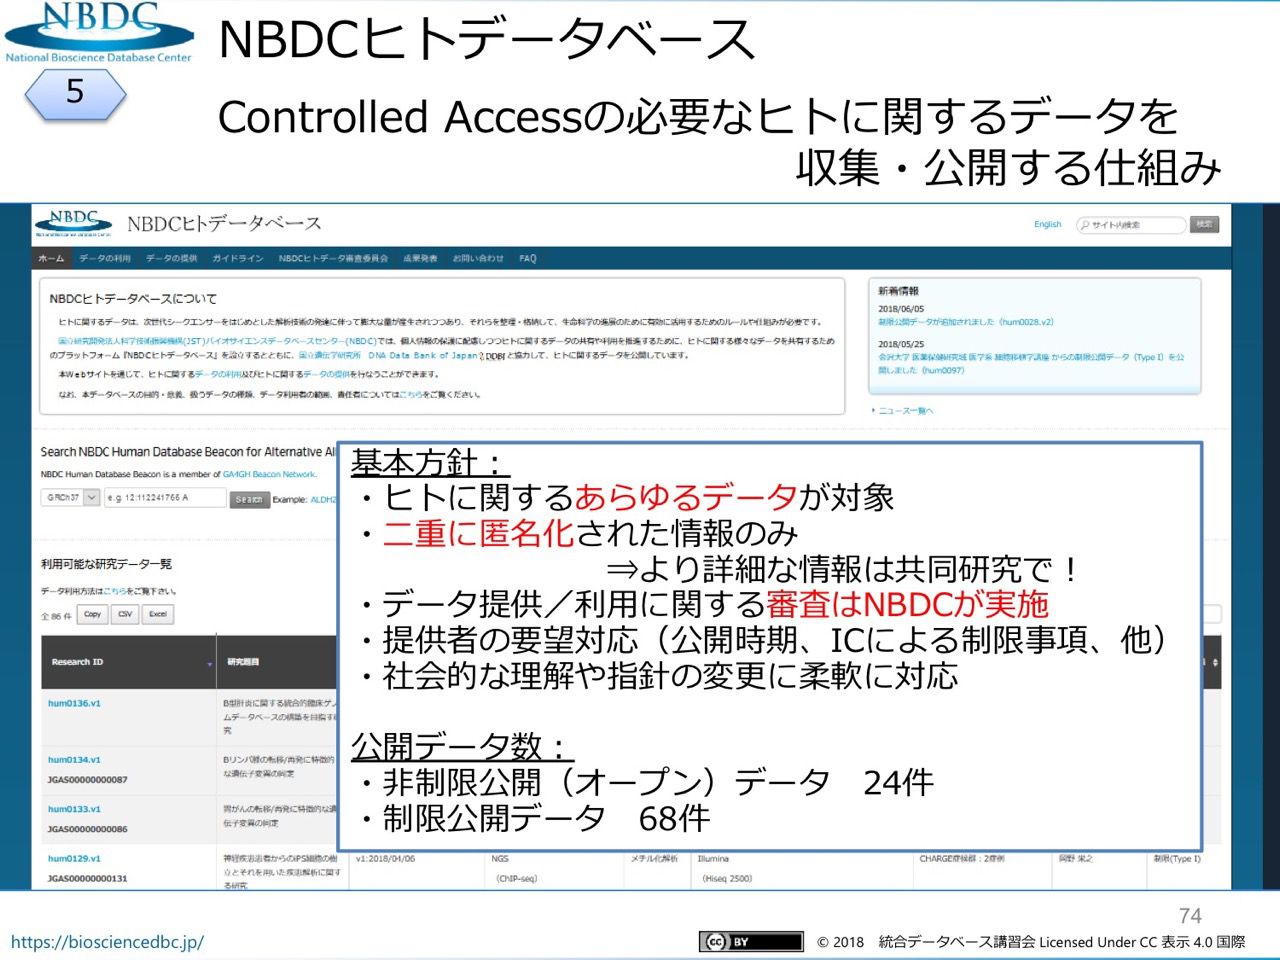 NBDC
National Bioscience Database Center
5
NBDCヒトデータベース
Controlled Accessの必要なヒトに関するデータを
収集・公開する仕組み
NBDC
NBDCヒトデータベース
English
サイト内検索
検索
ホーム データの利用 データの提供 ガイドライン NBDCヒトデータ審査委員会 成果発表 お問い合わせ FAQ
NBDCヒトデータベースについて
ヒトに関するデータは、次世代シークエンサーをはじめとした解析技術の発達に伴って膨大な量が産生されつつあり、それらを整理・格納して、生命科学の進展のために有効に活用するためのルールや仕組みが必要です。
国立研究開発法人科学技術振興機構(JST)バイオサイエンスデータベースセンター(NBDC)では、個人情報の保護に配慮しつつヒトに関するデータの共有や利用を推進するために、ヒトに関する様々なデータを共有するため
のプラットフォーム『NBDCヒトデータベース』を設立するとともに、国立遺伝学研究所 DNA Data Bank of Japan DDBJ と協力して、ヒトに関するデータを公開しています。
本Webサイトを通じて、ヒトに関するデータの利用及びヒトに関するデータの提供を行なうことができます。
なお、本データベースの目的・意義、扱うデータの種類、データ利用者の範囲、責任者についてはこちらをご覧ください。
新着情報
2018/06/05
制限公開データが追加されました（hum0028.v2）
2018/05/25
金沢大学 医薬保健研究域 医学系 細胞移植学講座 からの制限公開データ（Type I）を公
開しました（hum0097）
ニュース一覧へ
Search NBDC Human Database Beacon for Alternative Al
NBDC Human Database Beacon is a member of GA4GH Beacon Network.
GRCh37 e.g. 12:112241766 A Search Example: ALDH2
利用可能な研究データ一覧
データ利用方法はこちらをご覧下さい。
全 86 件 Copy CSV Excel
Research ID 研究題目
hum0136.v1
B型肝炎に関する統合的臨床ゲノ
ムデータベースの構築を目指す研
究
hum0134.v1
JGAS00000000087
Bリンパ腫の転移/再発に特徴的
な遺伝子変異の同定
hum0133.v1
JGAS00000000086
胃がんの転移/再発に特徴的な遺
伝子変異の同定
hum0129.v1
JGAS00000000131
神経疾患患者からのiPS細胞の樹
立とそれを用いた疾患解析に関す
る研究
v1:2018/04/06
NGS
(ChIP-seq)
メチル化解析
Illumina
(Hiseq 2500)
CHARGE症候群：2症例
岡野 栄之
制限(Type I)
基本方針：
・ヒトに関するあらゆるデータが対象
・二重に匿名化された情報のみ
⇒より詳細な情報は共同研究で！
・データ提供／利用に関する審査はNBDCが実施
・提供者の要望対応（公開時期、ICによる制限事項、他）
・社会的な理解や指針の変更に柔軟に対応
公開データ数：
・非制限公開（オープン）データ 24件
・制限公開データ 68件
74
https://biosciencedbc.jp/
cc BY
© 2018 統合データベース講習会 Licensed Under CC 表示 4.0 国際